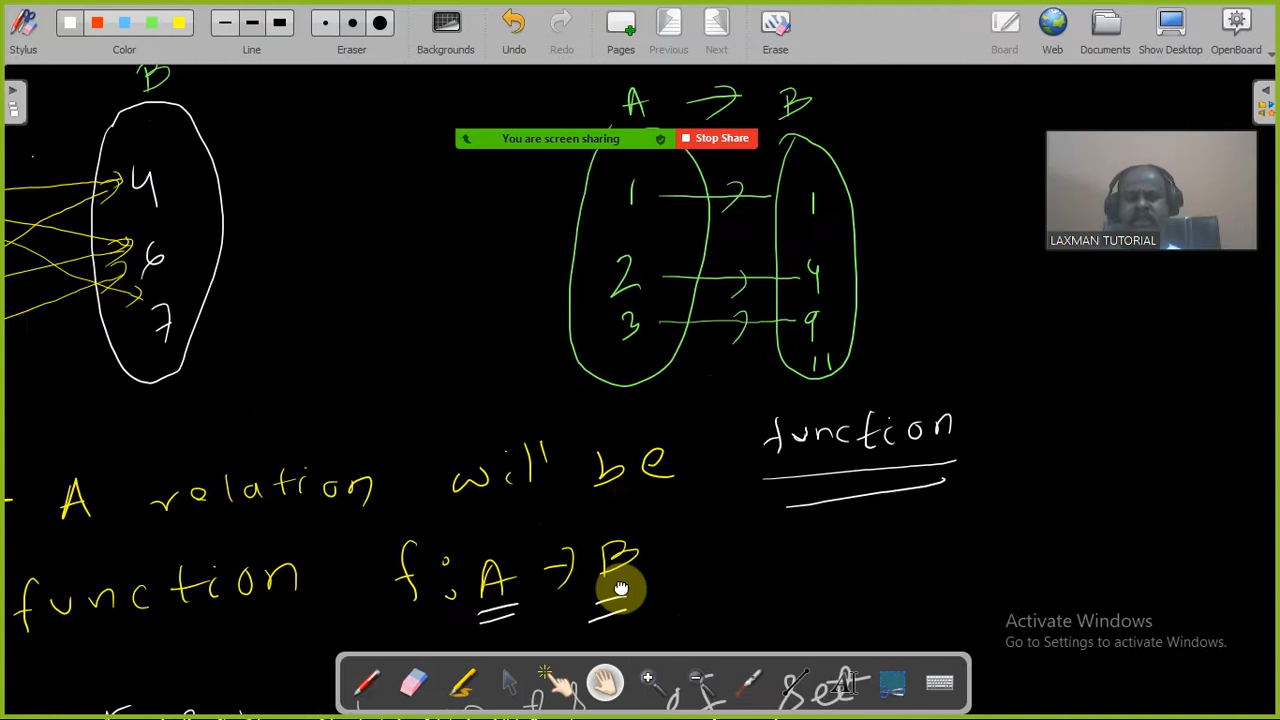 Stylus
Color
Line
Eraser
Backgrounds
Undo
Redo
Pages
Previous
Next
Erase
Board
Web
Documents
Show Desktop
OpenBoard
B
A → B
You are screen sharing
Stop Share
LAXMAN TUTORIAL
4
6
7
1 1
2 4
3 9
11
function
A relation will be
function f: A → B
Activate Windows
Go to Settings to activate Windows.
of set